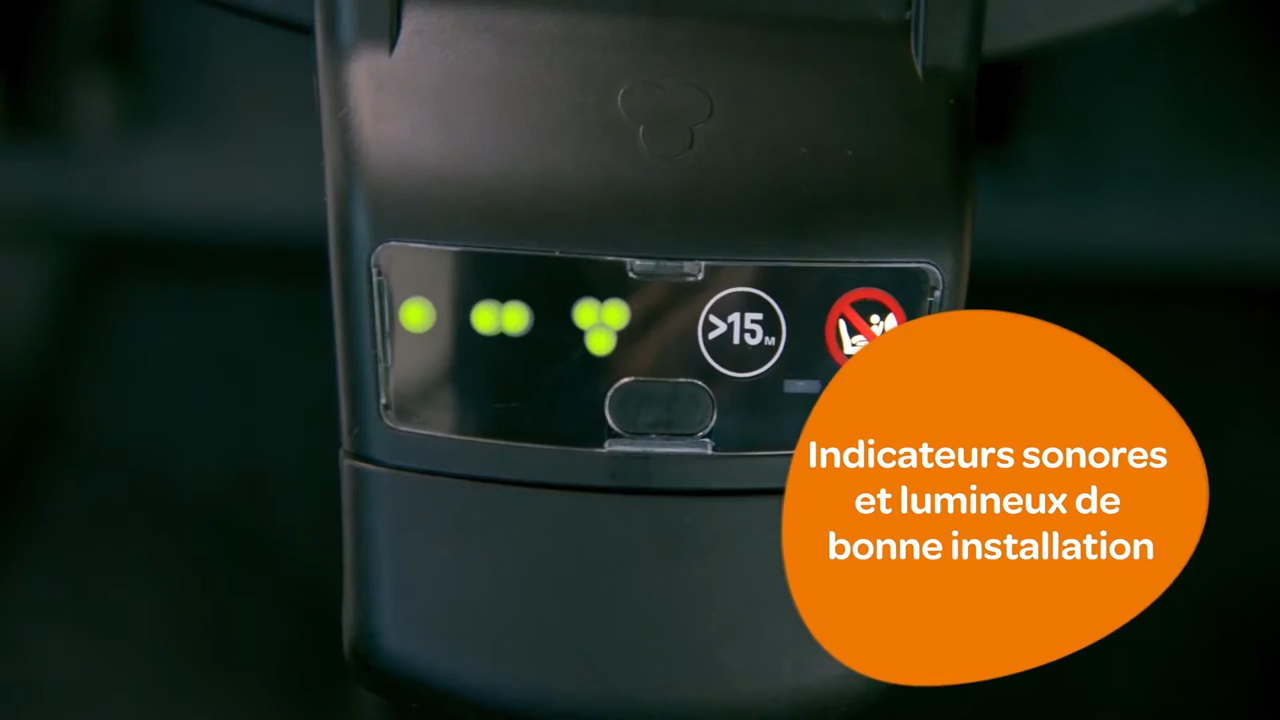 >15M
Indicateurs sonores
et lumineux de
bonne installation